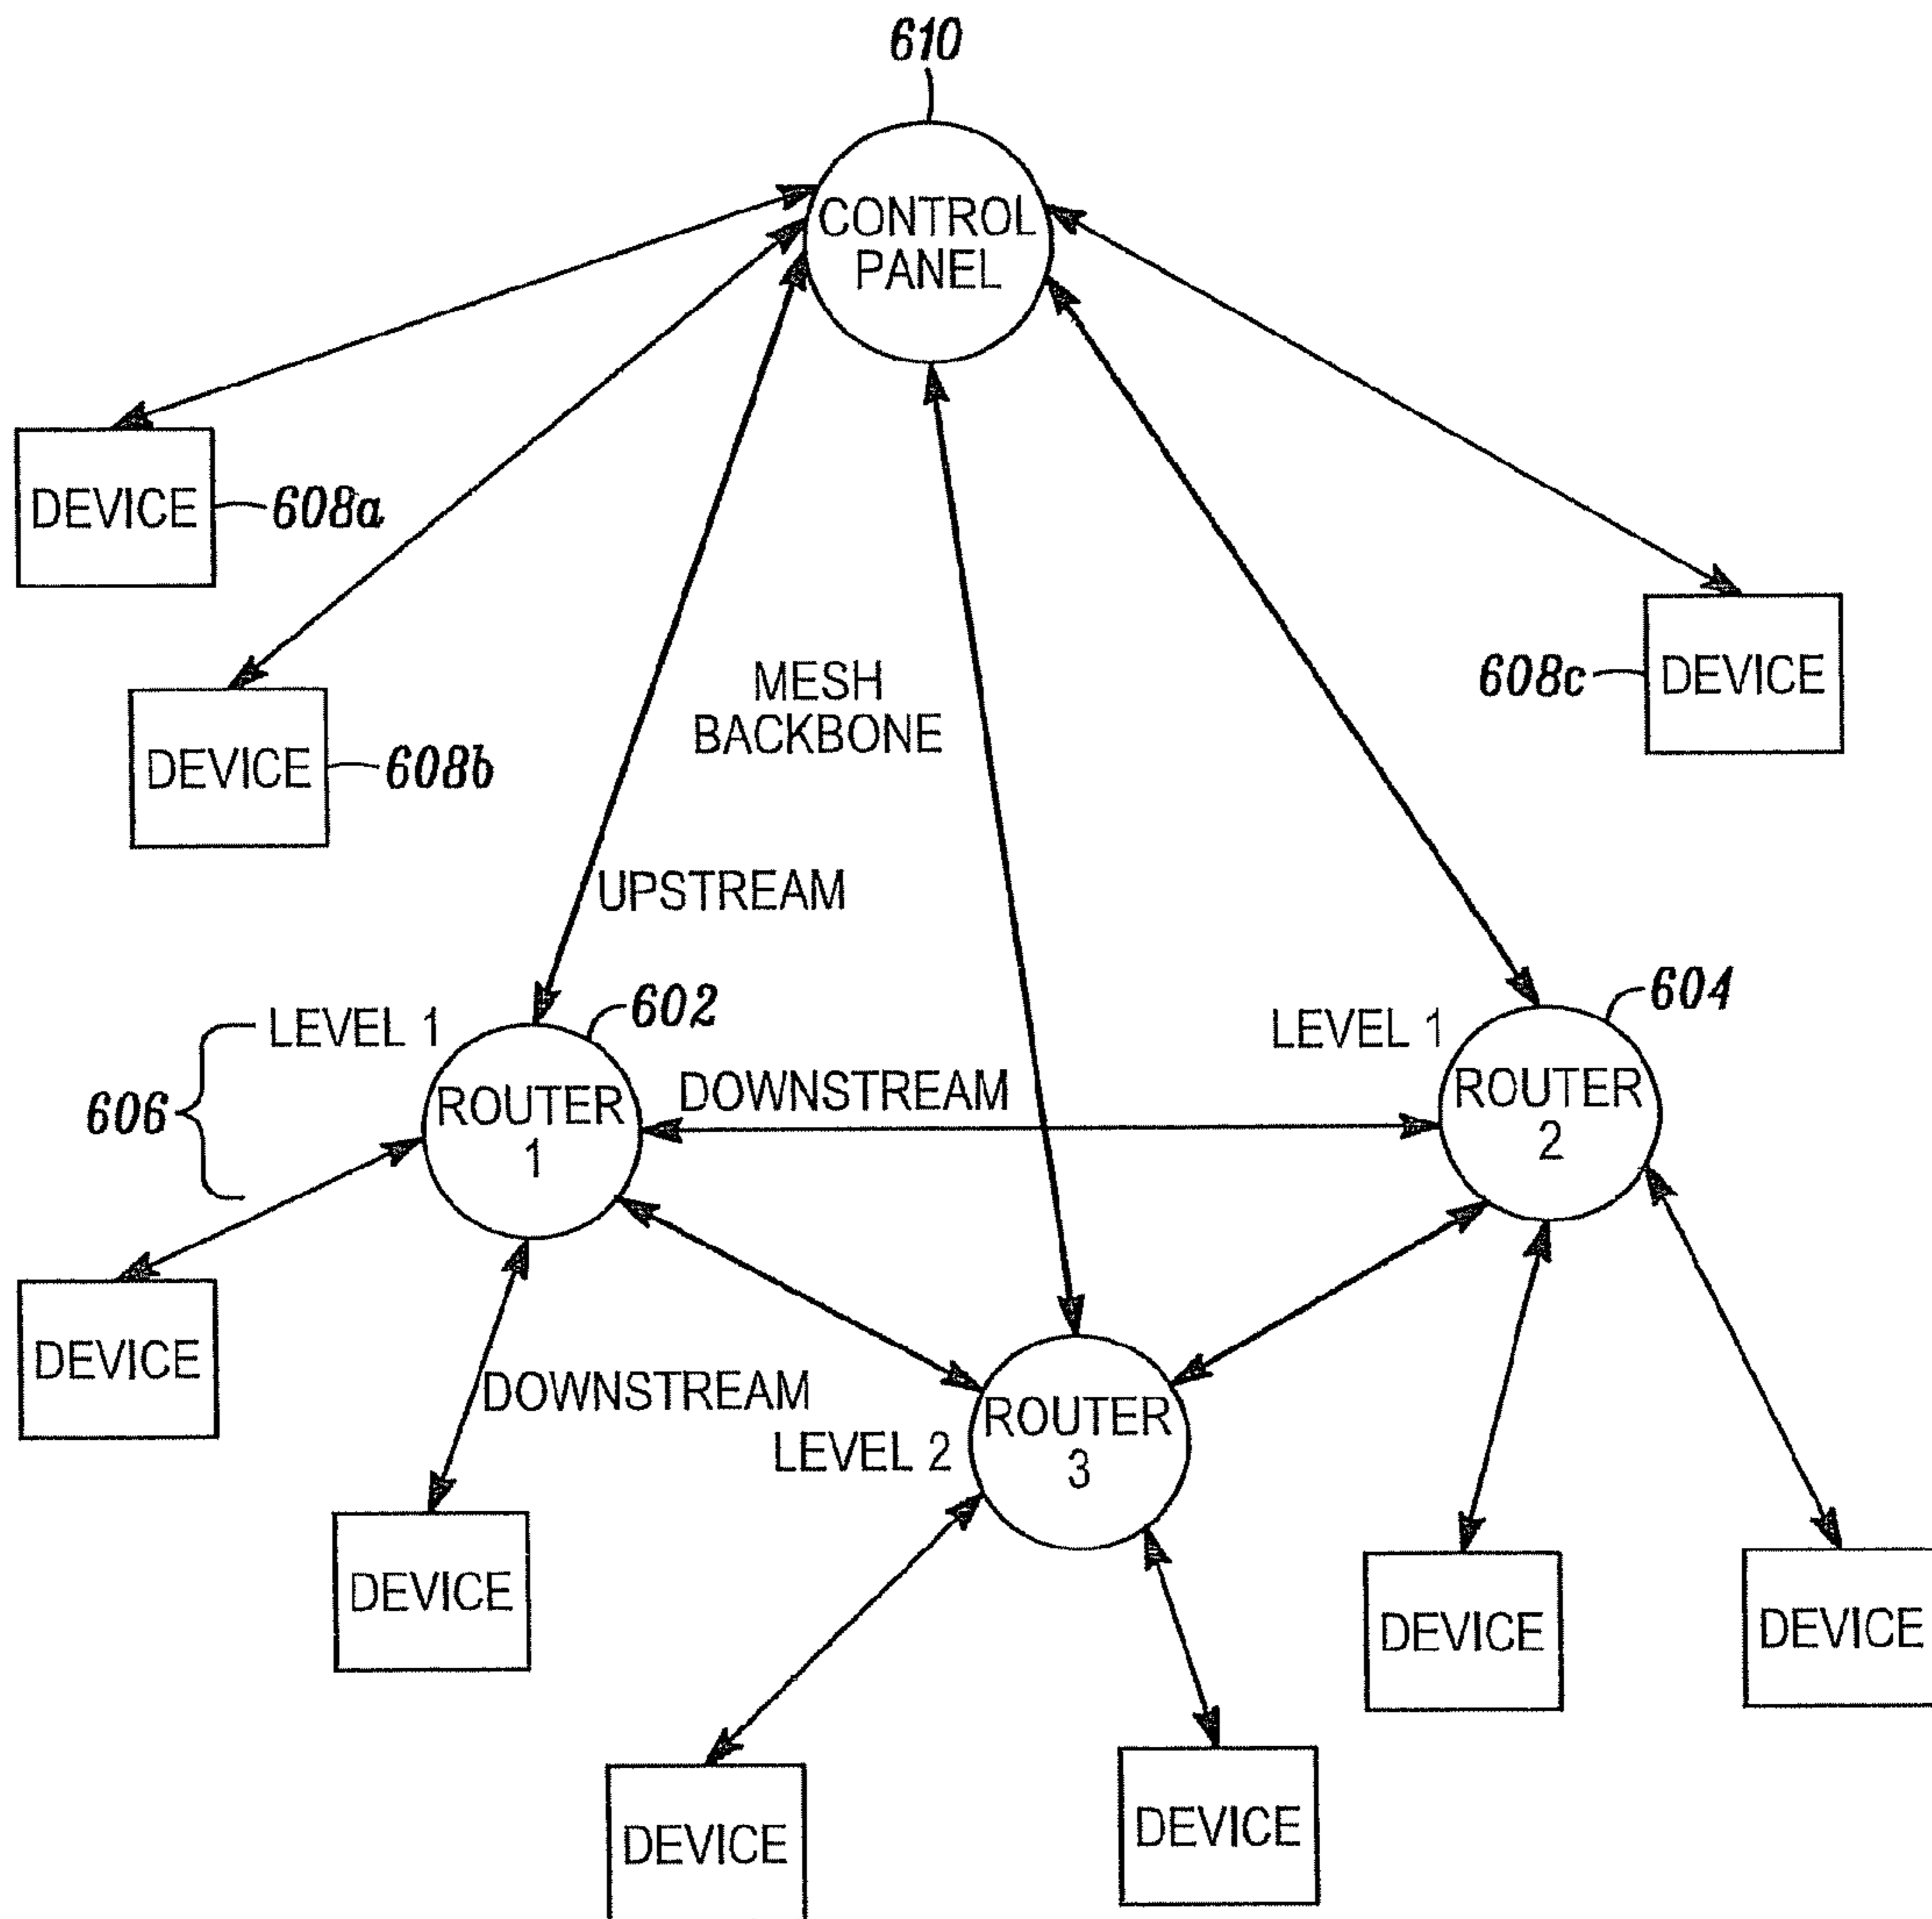 610
CONTROL
PANEL
DEVICE
608a
DEVICE
608b
608c
DEVICE
MESH
BACKBONE
UPSTREAM
LEVEL 1
602
606
ROUTER
1
DOWNSTREAM
LEVEL 1
604
ROUTER
2
DEVICE
DOWNSTREAM
LEVEL 2
ROUTER
3
DEVICE
DEVICE
DEVICE
DEVICE
DEVICE